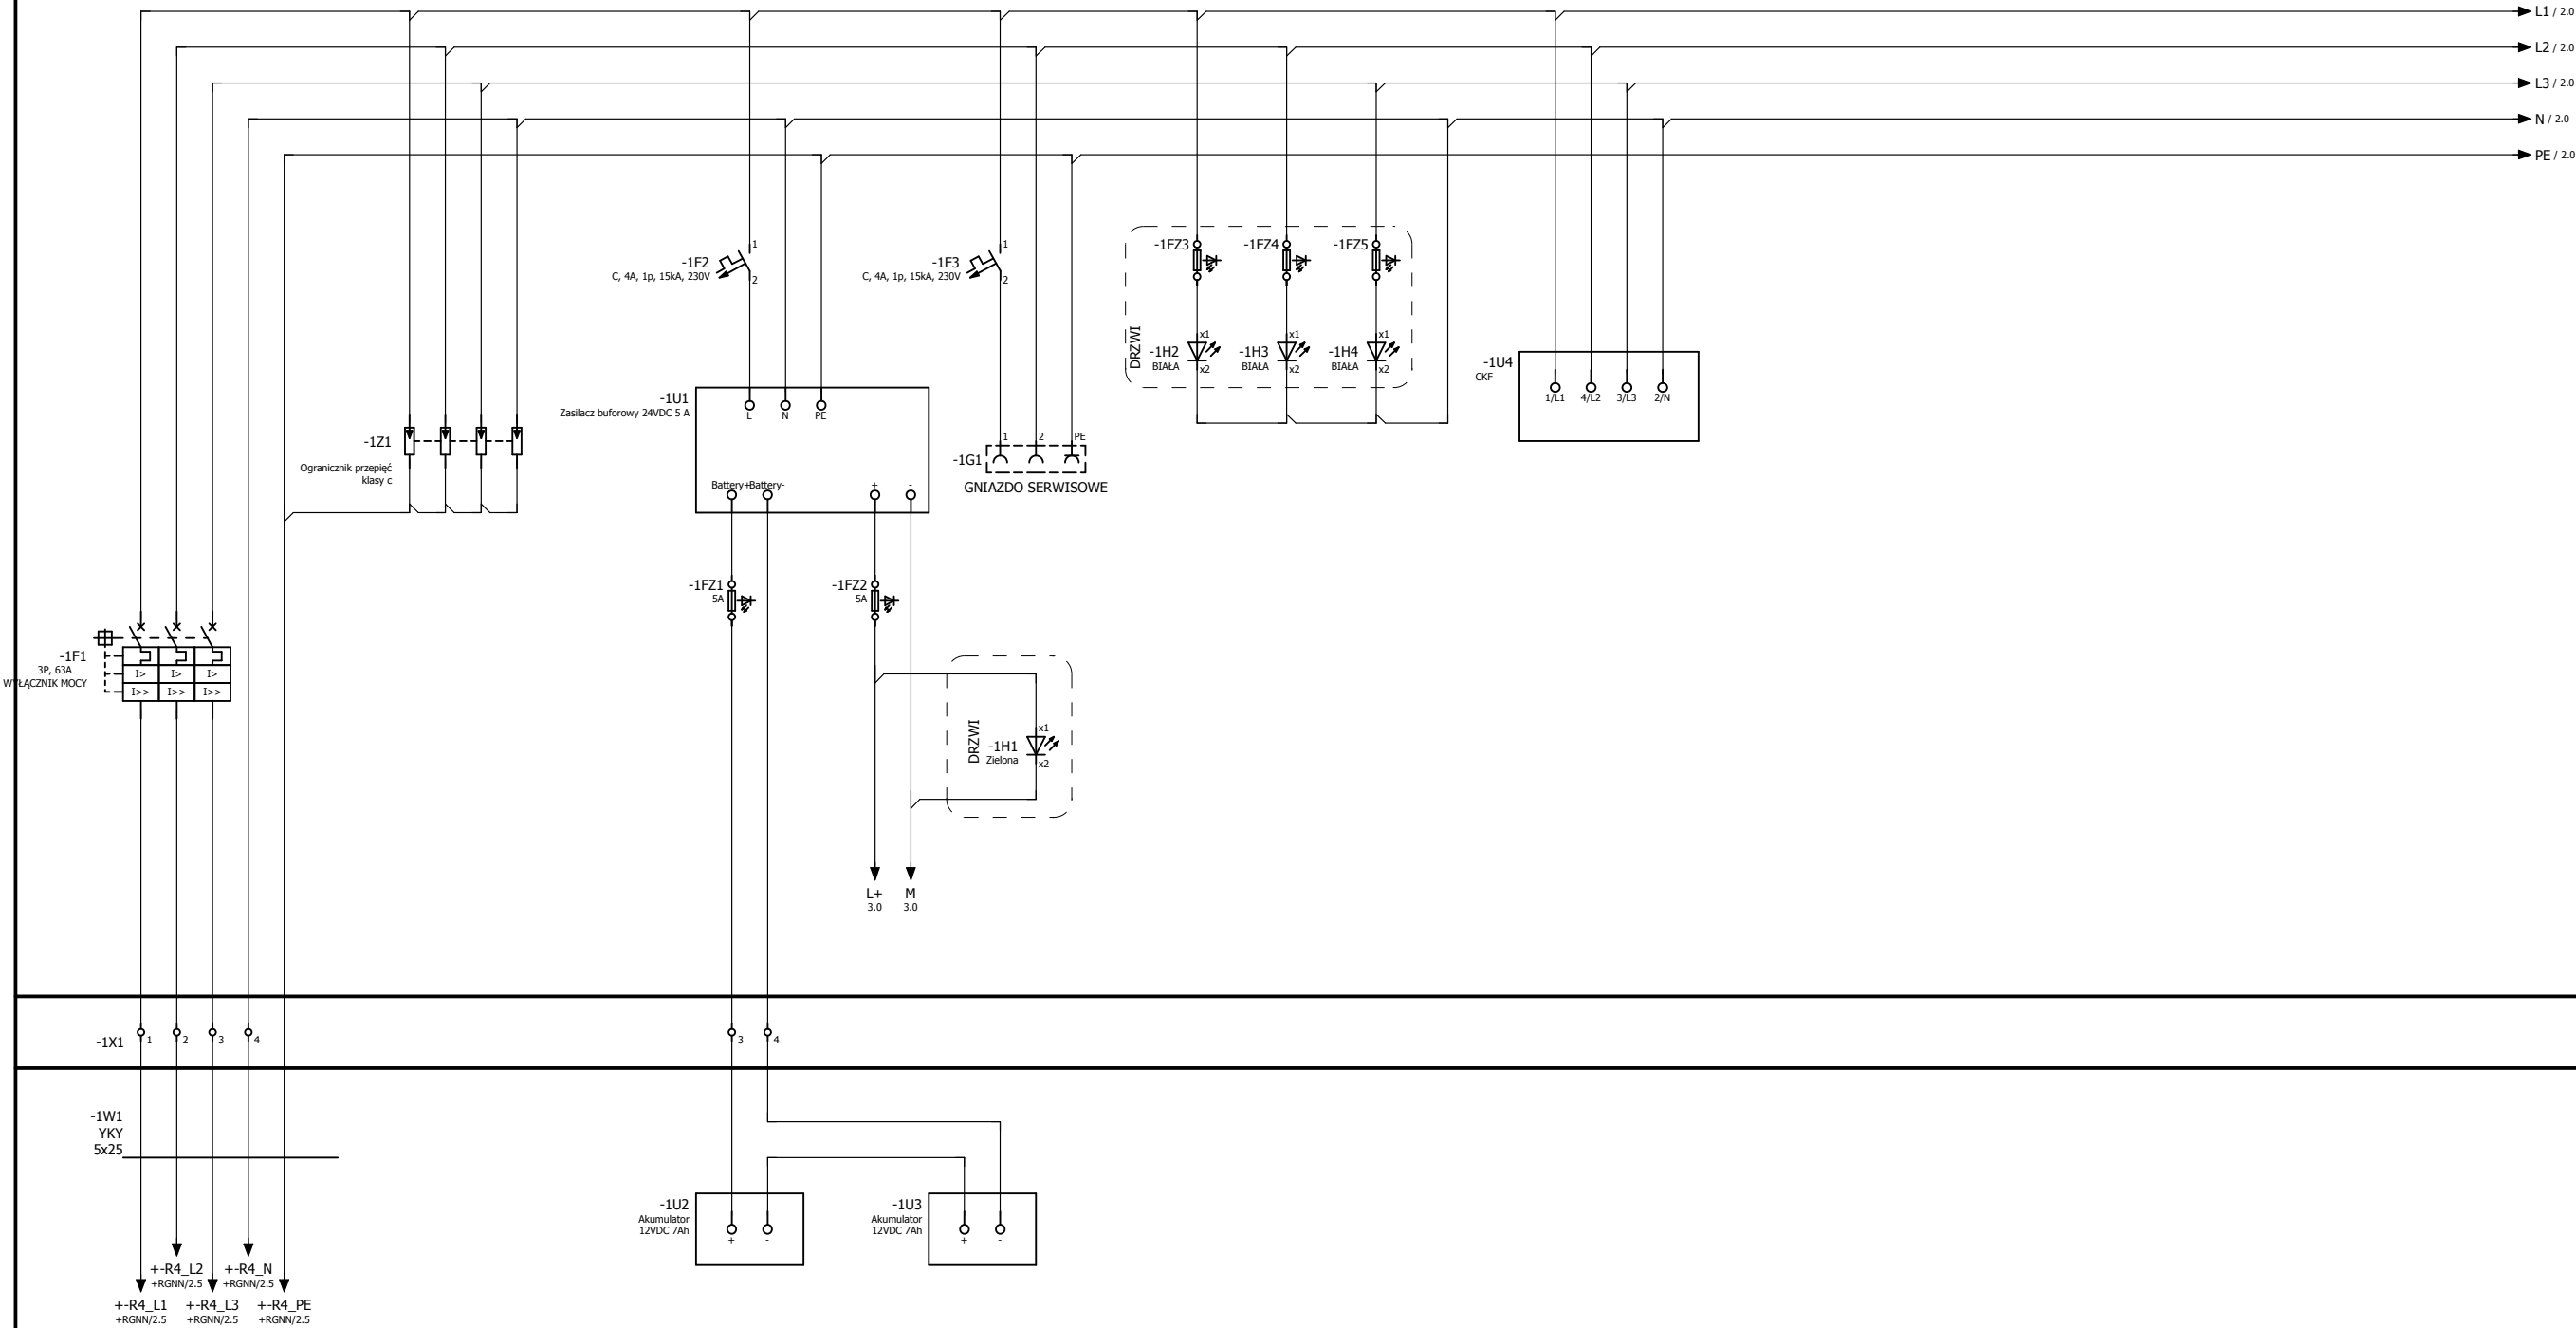 L1 / 2.0
L2 / 2.0
L3 / 2.0
N / 2.0
PE / 2.0
-1F2
C, 4A, 1p, 15kA, 230V
1
2
-1F3
C, 4A, 1p, 15kA, 230V
1
2
DRZWI
-1FZ3
-1FZ4
-1FZ5
-1H2
BIAŁA
x1
x2
-1H3
BIAŁA
x1
x2
-1H4
BIAŁA
x1
x2
-1U4
CKF
1/L1
4/L2
3/L3
2/N
-1U1
Zasilacz buforowy 24VDC 5 A
L
N
PE
Battery+
Battery-
+
-
-1Z1
Ogranicznik przepięć
klasy c
-1G1
1
2
PE
GNIAZDO SERWISOWE
-1FZ1
5A
-1FZ2
5A
-1F1
3P, 63A
WYŁĄCZNIK MOCY
I>
I>
I>
I>>
I>>
I>>
DRZWI
-1H1
Zielona
x1
x2
L+
3.0
M
3.0
-1X1
1
2
3
4
3
4
-1W1
YKY
5x25
-1U2
Akumulator
12VDC 7Ah
+
-
-1U3
Akumulator
12VDC 7Ah
+
-
+-R4_L2
+RGNN/2.5
+-R4_N
+RGNN/2.5
+-R4_L1
+RGNN/2.5
+-R4_L3
+RGNN/2.5
+-R4_PE
+RGNN/2.5